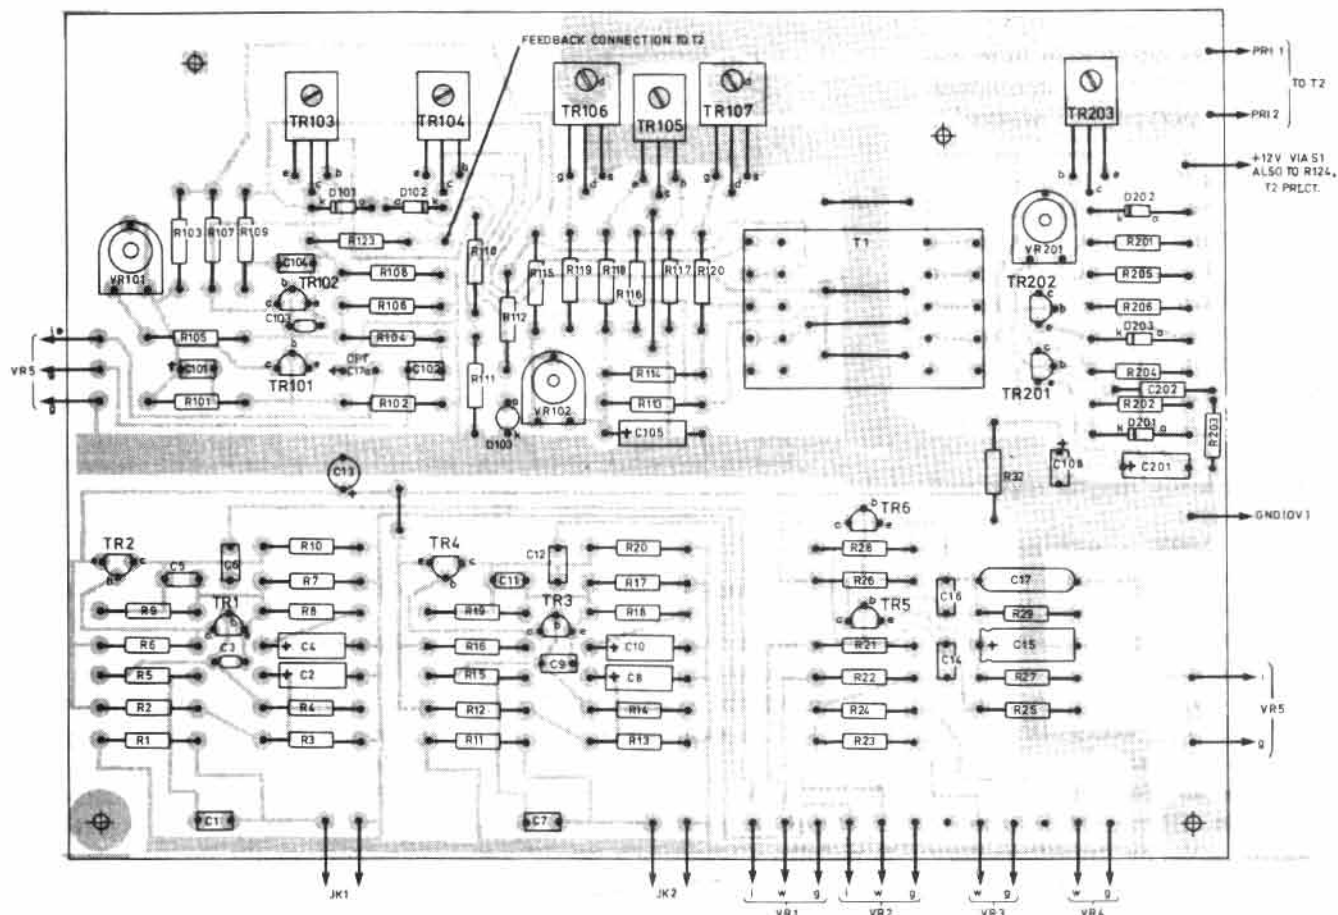 FEEDBACK CONNECTION TO T2
PRI 1
TO T2
PRI 2
+12V VIA S1
ALSO TO R124,
T2 PRI.CT.
TR103
TR104
TR106
TR105
TR107
TR203
e b
c
e b
c
g s
d
e b
c
g s
d
b e
c
D101
k a
D102
a k
D202
k a
R103
R107
R109
R123
R110
R115
R119
R118
R116
R117
R120
T1
VR201
R201
VR101
C104
R108
R205
TR102
b
c e
R106
R112
TR202
c
b
e
R206
C103
R105
R104
D203
k a
VR5
g
C101
b
c e
TR101
OPT
C102
R111
VR102
R114
TR201
c
b
e
R204
C202
R101
R102
D103
a
k
R113
R202
C105
D201
k a
R203
C13
R32
C108
C201
GND(0V)
TR2
TR4
TR6
b
c e
C5
C6
R10
C11
C12
R20
R28
R7
R17
R26
C16
C17
R9
TR1
R8
R19
TR3
R18
TR5
b
c e
R29
R6
C3
C4
R16
C9
C10
R21
C14
C15
R5
C2
R15
C8
R22
R27
i
R2
R4
R12
R14
R24
R25
VR5
R1
R3
R11
R13
R23
g
C1
C7
JK1
JK2
i w g
i w g
w g
w g
VR1
VR2
VR3
VR4